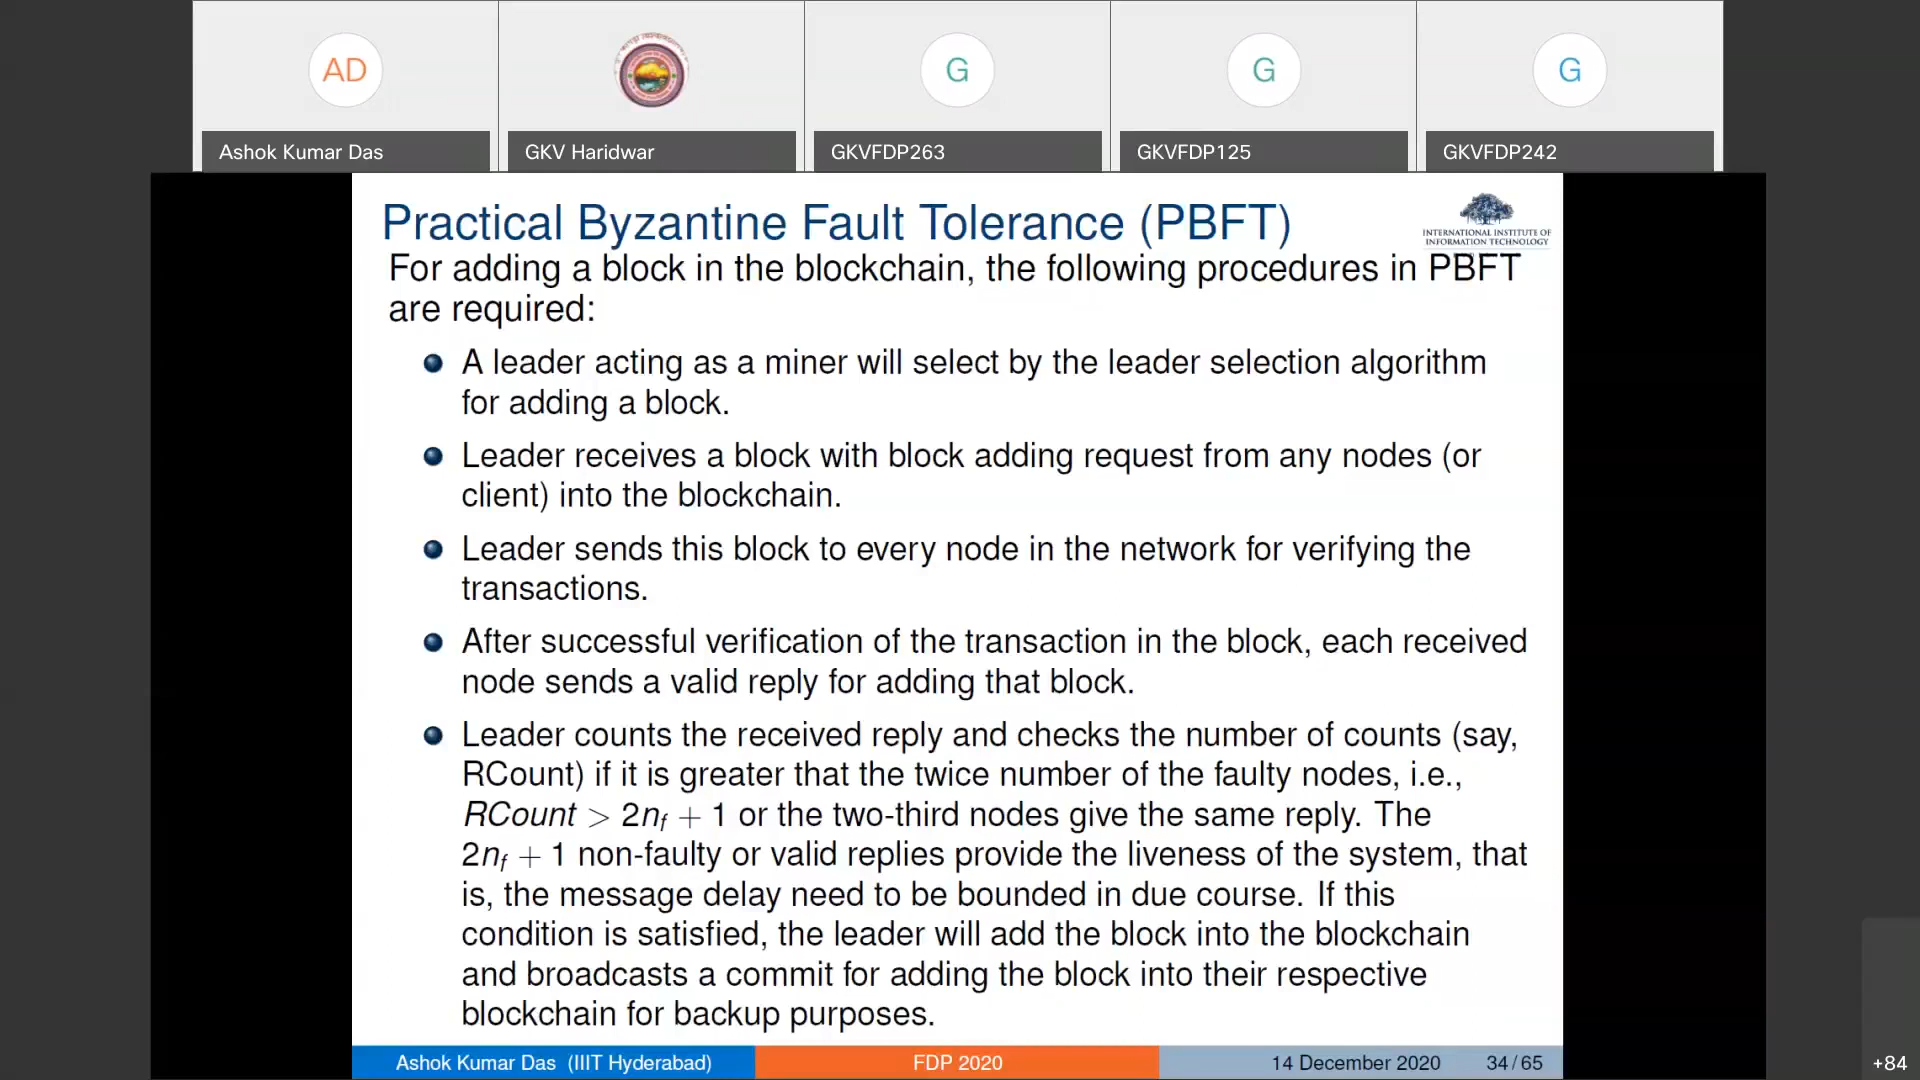 AD
G
G
G
Ashok Kumar Das
GKV Haridwar
GKVFDP263
GKVFDP125
GKVFDP242
Practical Byzantine Fault Tolerance (PBFT)
INTERNATIONAL INSTITUTE OF
INFORMATION TECHNOLOGY
For adding a block in the blockchain, the following procedures in PBFT
are required:
A leader acting as a miner will select by the leader selection algorithm
for adding a block.
Leader receives a block with block adding request from any nodes (or
client) into the blockchain.
Leader sends this block to every node in the network for verifying the
transactions.
After successful verification of the transaction in the block, each received
node sends a valid reply for adding that block.
Leader counts the received reply and checks the number of counts (say,
RCount) if it is greater that the twice number of the faulty nodes, i.e.,
RCount > 2n_f + 1 or the two-third nodes give the same reply. The
2n_f + 1 non-faulty or valid replies provide the liveness of the system, that
is, the message delay need to be bounded in due course. If this
condition is satisfied, the leader will add the block into the blockchain
and broadcasts a commit for adding the block into their respective
blockchain for backup purposes.
Ashok Kumar Das (IIIT Hyderabad)
FDP 2020
14 December 2020
34/65
+84